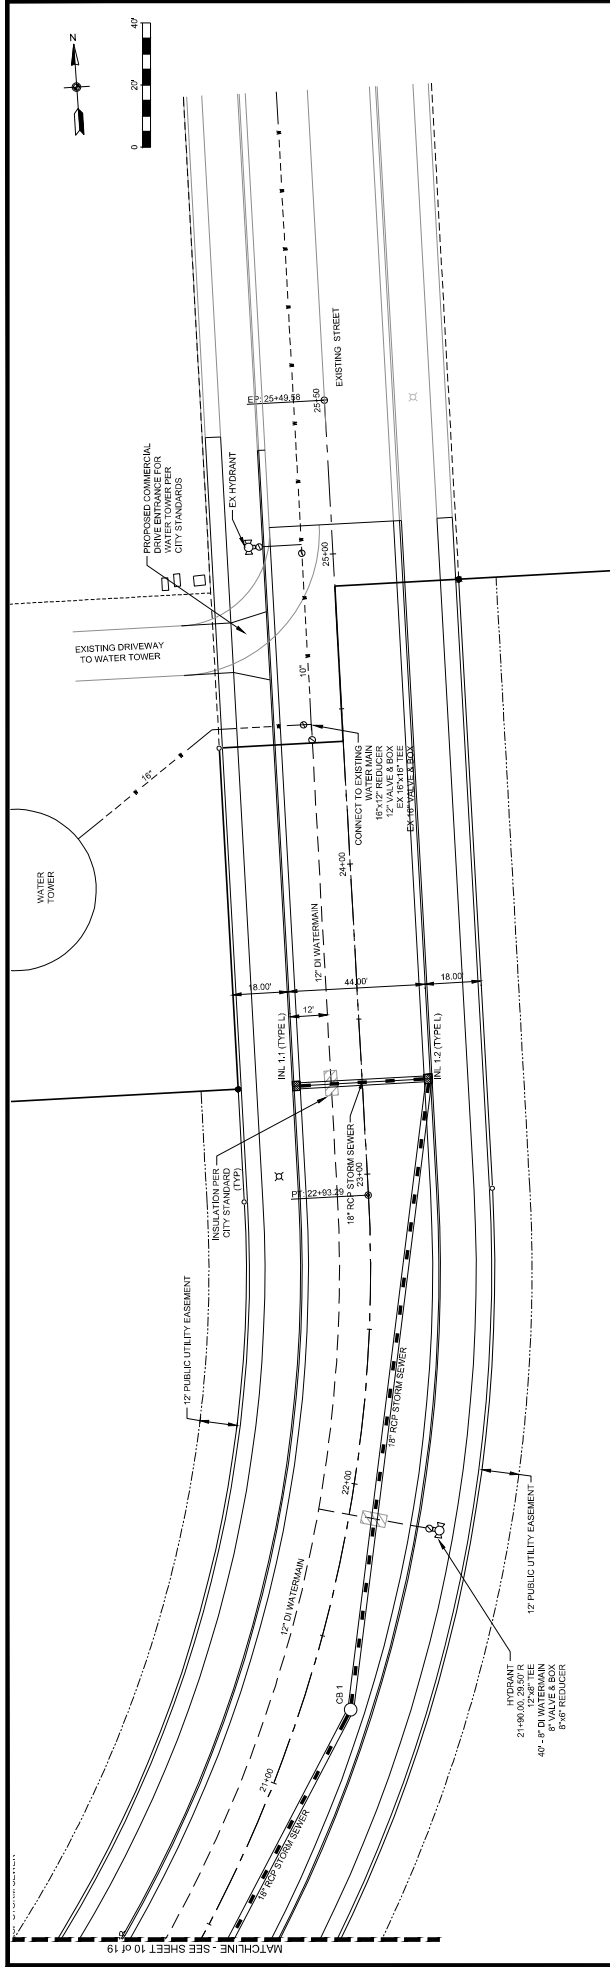 N
0
20'
40'
PROPOSED COMMERCIAL
DRIVE ENTRANCE FOR
WATER TOWER PER
CITY STANDARDS
EX HYDRANT
EP: 25+49.58
25+50
EXISTING STREET
25+00
EXISTING DRIVEWAY
TO WATER TOWER
10"
16"
CONNECT TO EXISTING
WATER MAIN
16"x12" REDUCER
12" VALVE & BOX
EX 16"x16" TEE
EX 16" VALVE & BOX
24+00
WATER
TOWER
12" DI WATERMAIN
18.00'
44.00'
18.00'
12'
INL 1.1 (TYPE L)
INL 1.2 (TYPE L)
INSULATION PER
CITY STANDARD
(TYP)
18" RCP STORM SEWER
23+00
PT: 22+93.29
12' PUBLIC UTILITY EASEMENT
18" RCP STORM SEWER
22+00
12' PUBLIC UTILITY EASEMENT
12" DI WATERMAIN
HYDRANT
21+90.00, 29.50' R
12"x8" TEE
40' - 8" DI WATERMAIN
8" VALVE & BOX
8"x6" REDUCER
CB 1
21+00
18" RCP STORM SEWER
MATCHLINE - SEE SHEET 10 of 19